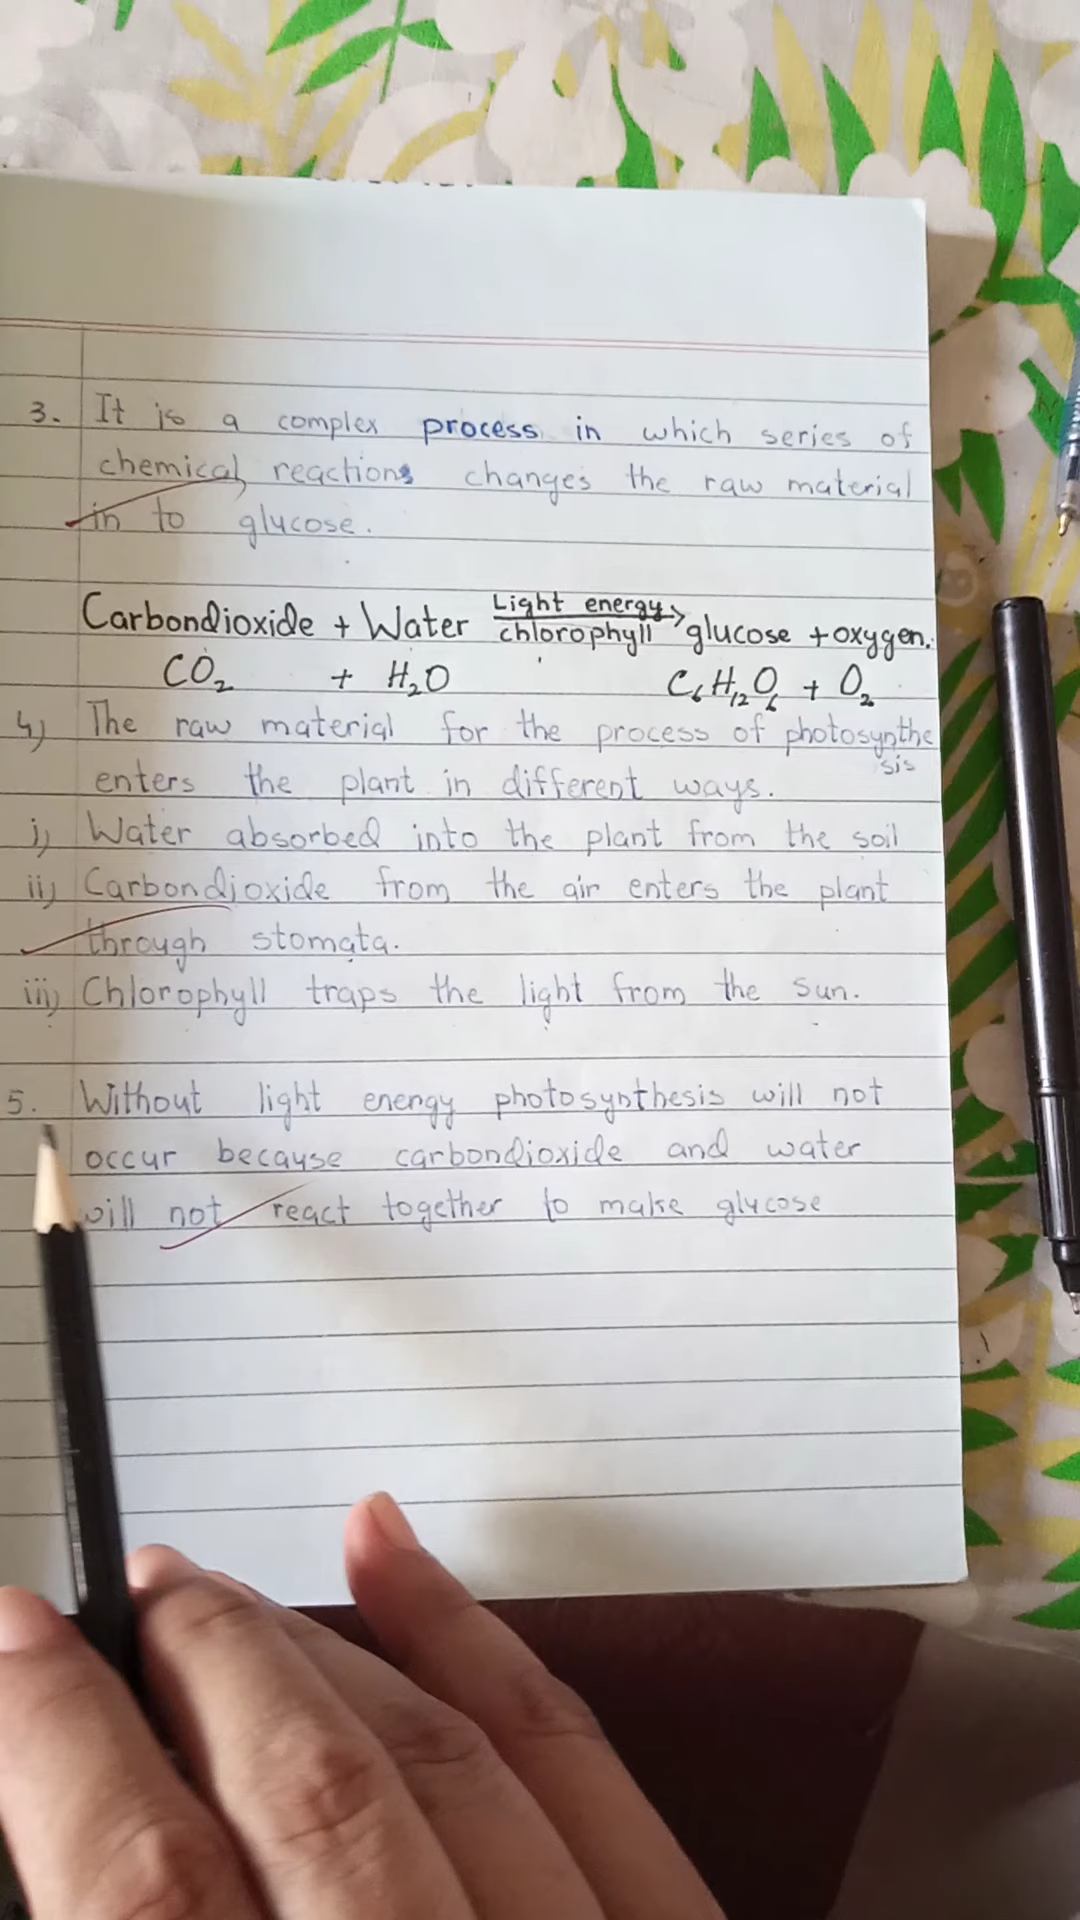 3. It is a complex process in which series of
chemical reactions changes the raw material
in to glucose.
Carbondioxide + Water Light energy> glucose + oxygen.
chlorophyll
CO₂ + H₂O C₆H₁₂O₆ + O₂
4) The raw material for the process of photosynthe
sis
enters the plant in different ways.
i) Water absorbed into the plant from the soil
ii) Carbondioxide from the air enters the plant
through stomata.
iii) Chlorophyll traps the light from the sun.
5. Without light energy photosynthesis will not
occur because carbondioxide and water
will not react together to make glucose